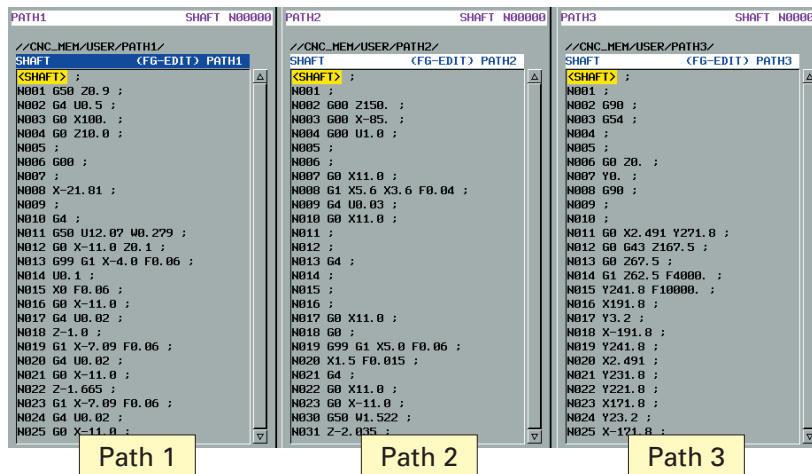 PATH1 SHAFT N00000
//CNC_MEM/USER/PATH1/
SHAFT (FG-EDIT) PATH1
<SHAFT> ;
N001 G50 Z0.9 ;
N002 G4 U0.5 ;
N003 G0 X100. ;
N004 G0 Z10.0 ;
N005 ;
N006 G00 ;
N007 ;
N008 X-21.81 ;
N009 ;
N010 G4 ;
N011 G50 U12.07 W0.279 ;
N012 G0 X-11.0 Z0.1 ;
N013 G99 G1 X-4.0 F0.06 ;
N014 U0.1 ;
N015 X0 F0.06 ;
N016 G0 X-11.0 ;
N017 G4 U0.02 ;
N018 Z-1.0 ;
N019 G1 X-7.09 F0.06 ;
N020 G4 U0.02 ;
N021 G0 X-11.0 ;
N022 Z-1.665 ;
N023 G1 X-7.09 F0.06 ;
N024 G4 U0.02 ;
N025 G0 X-11.0 ;
Path 1
PATH2 SHAFT N00000
//CNC_MEM/USER/PATH2/
SHAFT (FG-EDIT) PATH2
<SHAFT> ;
N001 ;
N002 G00 Z150. ;
N003 G00 X-85. ;
N004 G00 U1.0 ;
N005 ;
N006 ;
N007 G0 X11.0 ;
N008 G1 X5.6 X3.6 F0.04 ;
N009 G4 U0.03 ;
N010 G0 X11.0 ;
N011 ;
N012 ;
N013 G4 ;
N014 ;
N015 ;
N016 ;
N017 G0 X11.0 ;
N018 G0 ;
N019 G99 G1 X5.0 F0.06 ;
N020 X1.5 F0.015 ;
N021 G4 ;
N022 G0 X11.0 ;
N023 G0 X-11.0 ;
N030 G50 W1.522 ;
N031 Z-2.035 ;
Path 2
PATH3 SHAFT N0000
//CNC_MEM/USER/PATH3/
SHAFT (FG-EDIT) PATH3
<SHAFT> ;
N001 ;
N002 G90 ;
N003 G54 ;
N004 ;
N005 ;
N006 G0 Z0. ;
N007 Y0. ;
N008 G90 ;
N009 ;
N010 ;
N011 G0 X2.491 Y271.8 ;
N012 G0 G43 Z167.5 ;
N013 G0 Z67.5 ;
N014 G1 Z62.5 F4000. ;
N015 Y241.8 F10000. ;
N016 X191.8 ;
N017 Y3.2 ;
N018 X-191.8 ;
N019 Y241.8 ;
N020 X2.491 ;
N021 Y231.8 ;
N022 Y221.8 ;
N023 X171.8 ;
N024 Y23.2 ;
N025 X-171.8 ;
Path 3